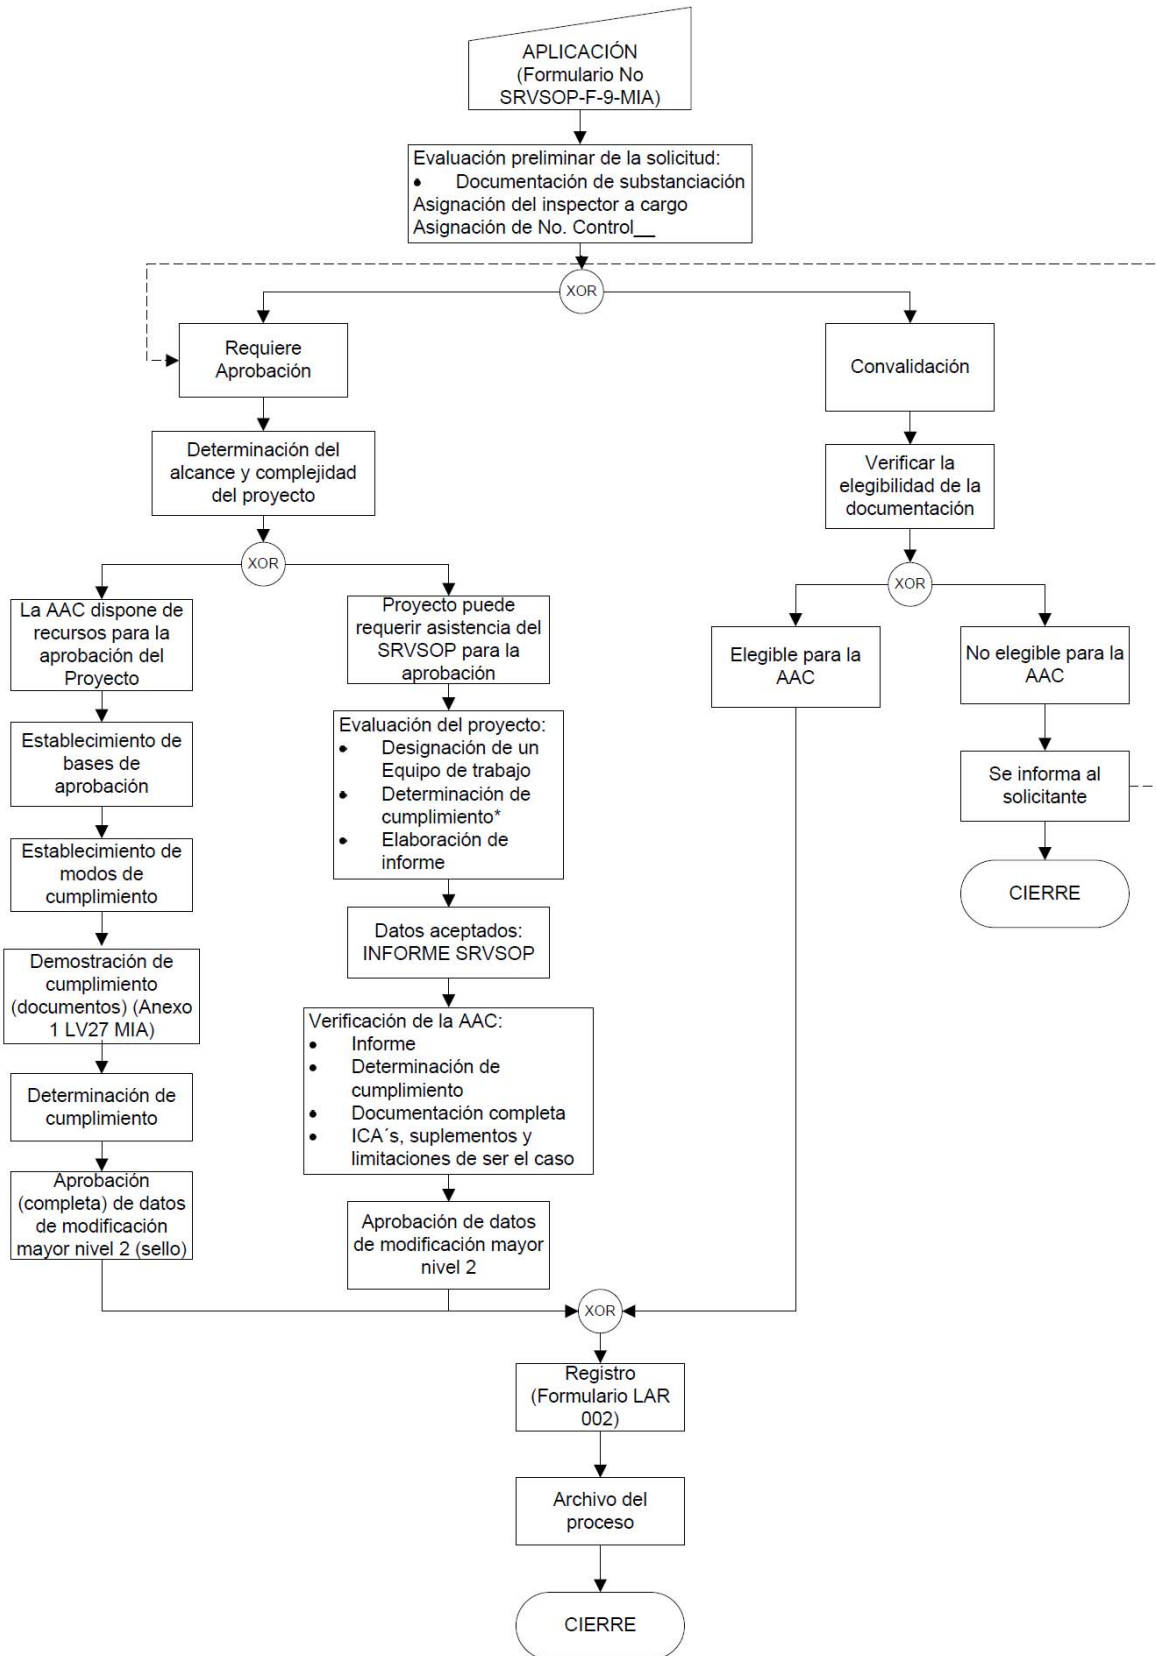 APLICACIÓN
(Formulario No
SRVSOP-F-9-MIA)
Evaluación preliminar de la solicitud:
• Documentación de substanciación
Asignación del inspector a cargo
Asignación de No. Control__
XOR
Requiere
Aprobación
Convalidación
Determinación del
alcance y complejidad
del proyecto
Verificar la
elegibilidad de la
documentación
XOR
XOR
La AAC dispone de
recursos para la
aprobación del
Proyecto
Proyecto puede
requerir asistencia del
SRVSOP para la
aprobación
Elegible para la
AAC
No elegible para la
AAC
Establecimiento de
bases de
aprobación
Evaluación del proyecto:
• Designación de un
Equipo de trabajo
• Determinación de
cumplimiento*
• Elaboración de
informe
Se informa al
solicitante
Establecimiento de
modos de
cumplimiento
CIERRE
Demostración de
cumplimiento
(documentos) (Anexo
1 LV27 MIA)
Datos aceptados:
INFORME SRVSOP
Verificación de la AAC:
• Informe
• Determinación de
cumplimiento
• Documentación completa
• ICA´s, suplementos y
limitaciones de ser el caso
Determinación de
cumplimiento
Aprobación
(completa) de datos
de modificación
mayor nivel 2 (sello)
Aprobación de datos
de modificación mayor
nivel 2
XOR
Registro
(Formulario LAR
002)
Archivo del
proceso
CIERRE